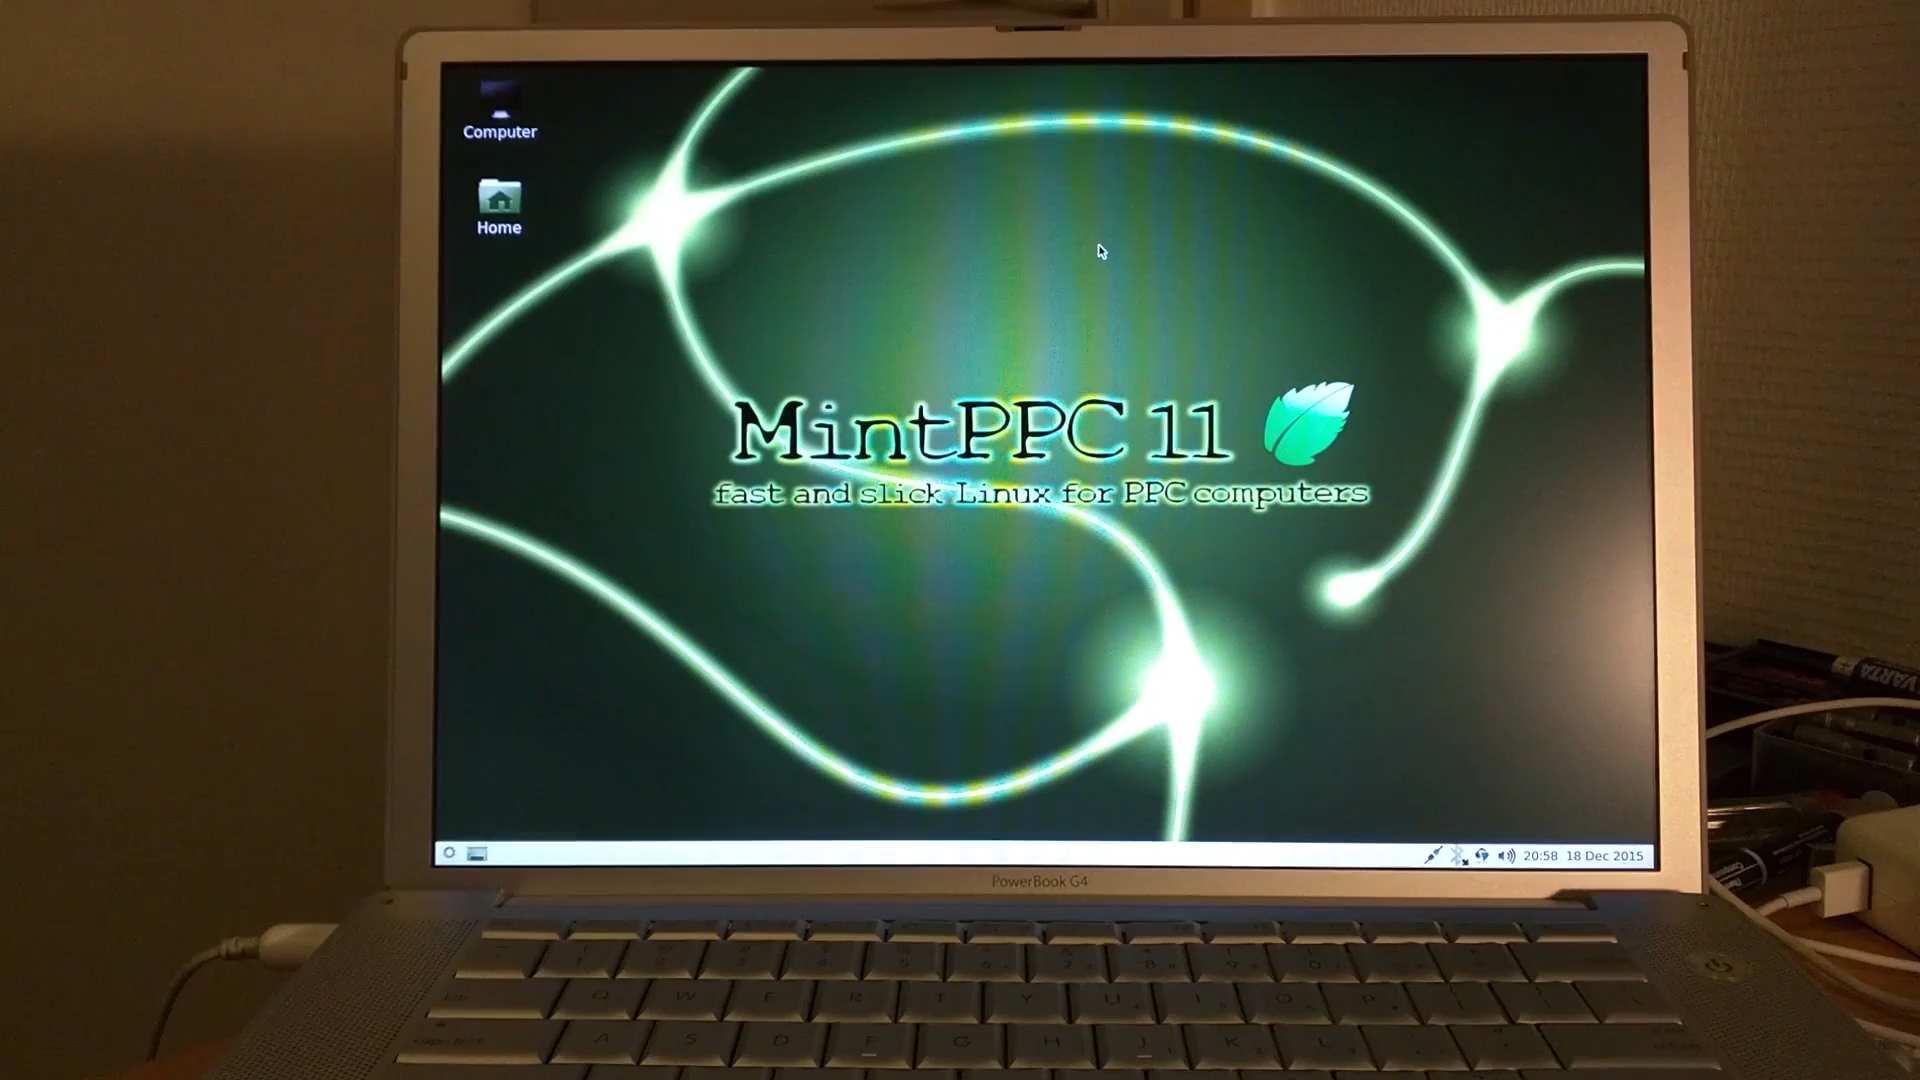 Computer
Home
MintPPC 11
fast and slick Linux for PPC computers
20:58 18 Dec 2015
PowerBook G4
VARTA
tab Q W E R T Y U I O P
A S D F G H J K L